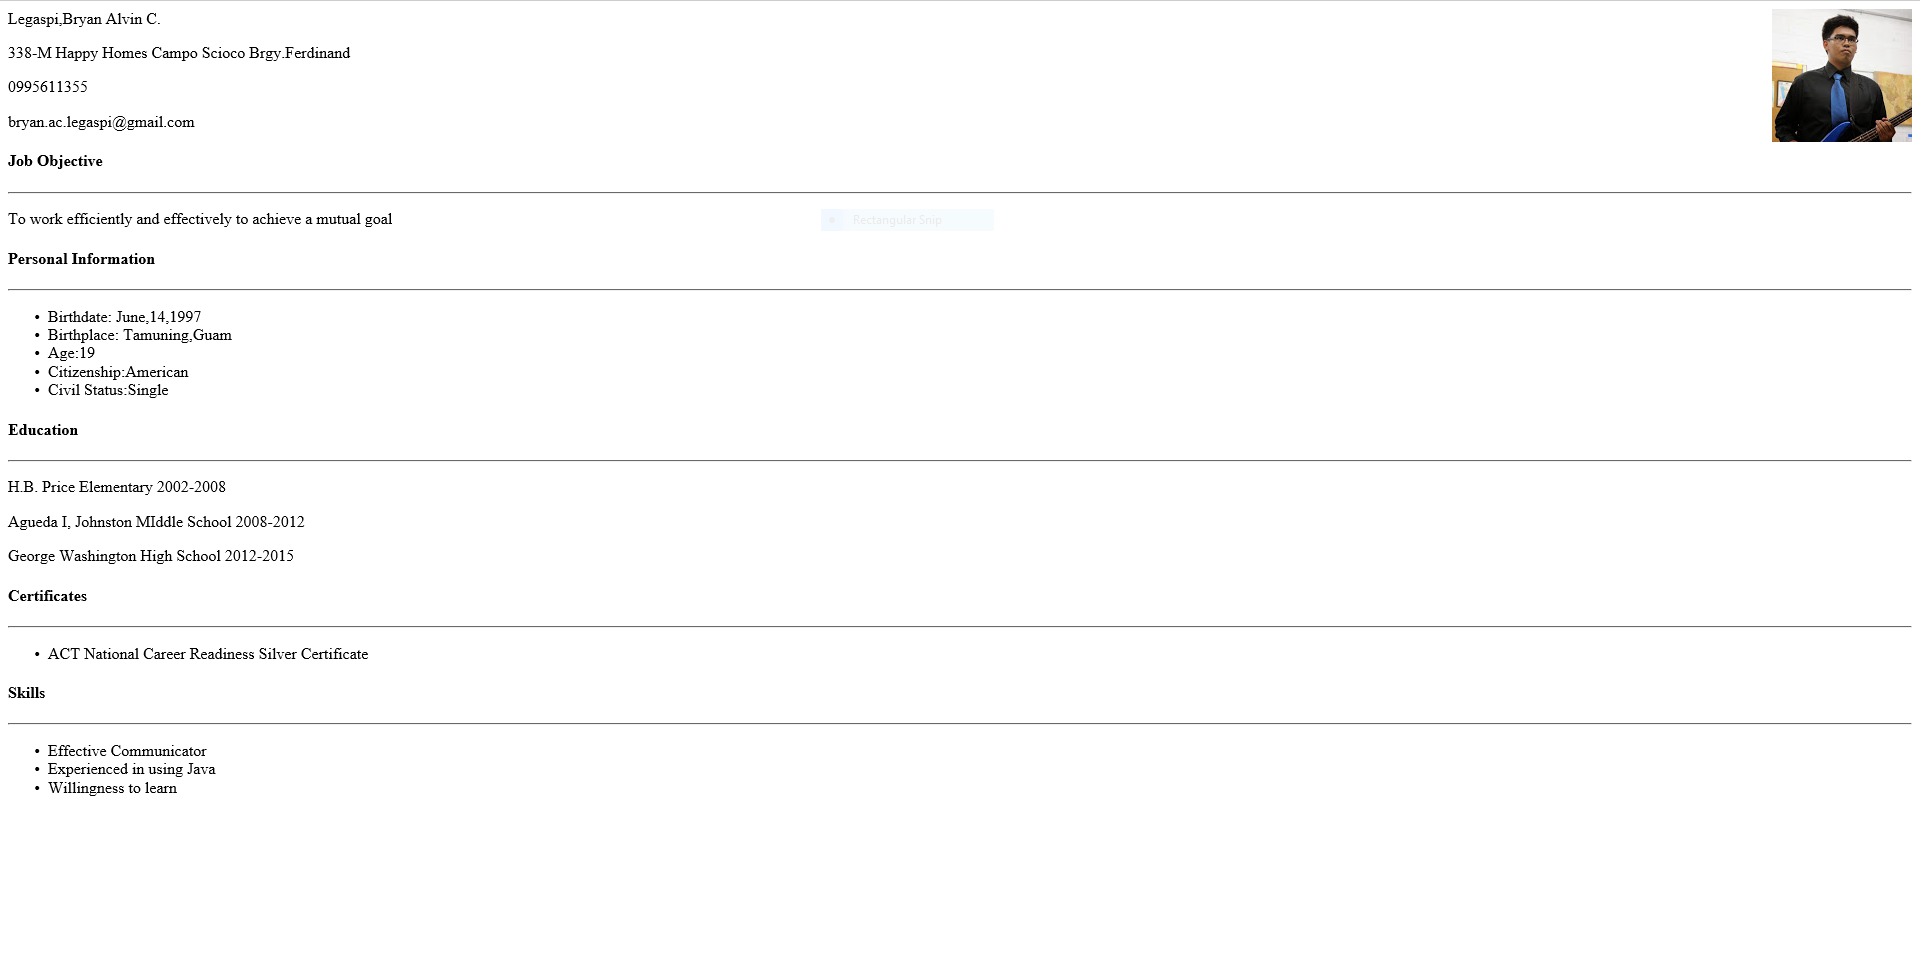 Legaspi,Bryan Alvin C.
338-M Happy Homes Campo Scioco Brgy.Ferdinand
0995611355
bryan.ac.legaspi@gmail.com
Job Objective
To work efficiently and effectively to achieve a mutual goal
Rectangular Snip
Personal Information
• Birthdate: June,14,1997
• Birthplace: Tamuning,Guam
• Age:19
• Citizenship:American
• Civil Status:Single
Education
H.B. Price Elementary 2002-2008
Agueda I, Johnston MIddle School 2008-2012
George Washington High School 2012-2015
Certificates
• ACT National Career Readiness Silver Certificate
Skills
• Effective Communicator
• Experienced in using Java
• Willingness to learn